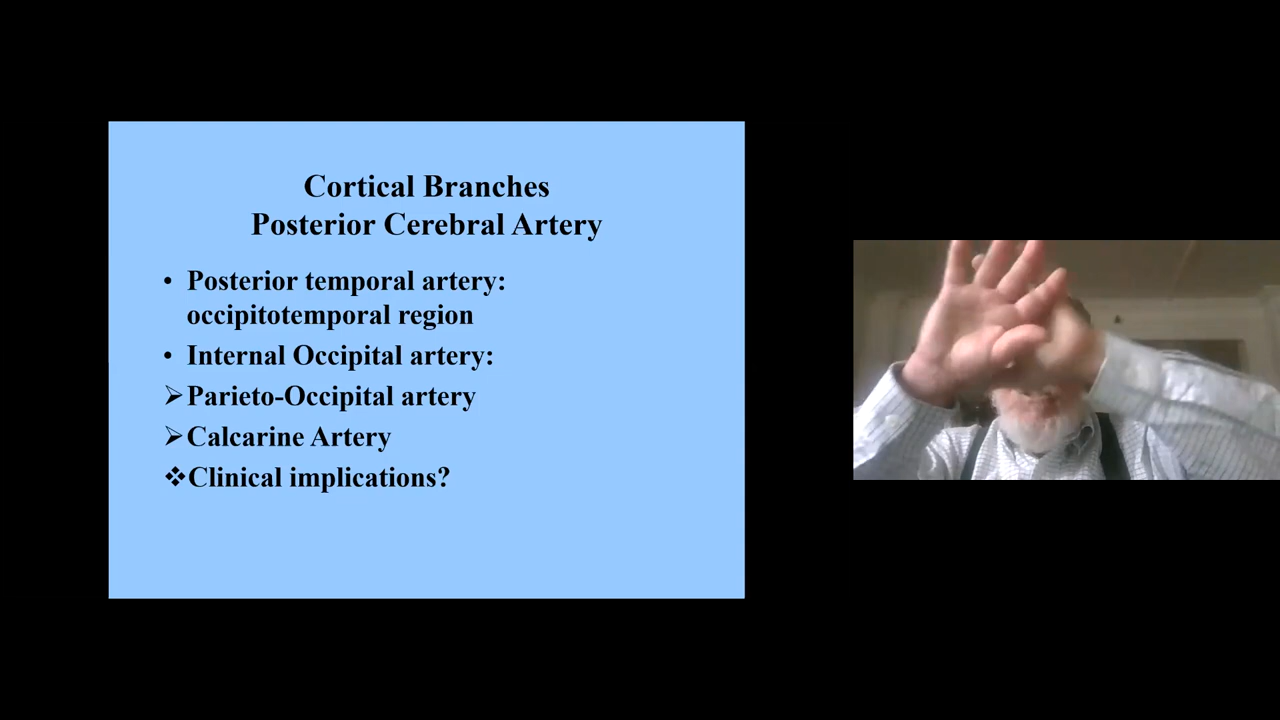 Cortical Branches
Posterior Cerebral Artery
• Posterior temporal artery:
occipitotemporal region
• Internal Occipital artery:
➢Parieto-Occipital artery
➢Calcarine Artery
❖Clinical implications?